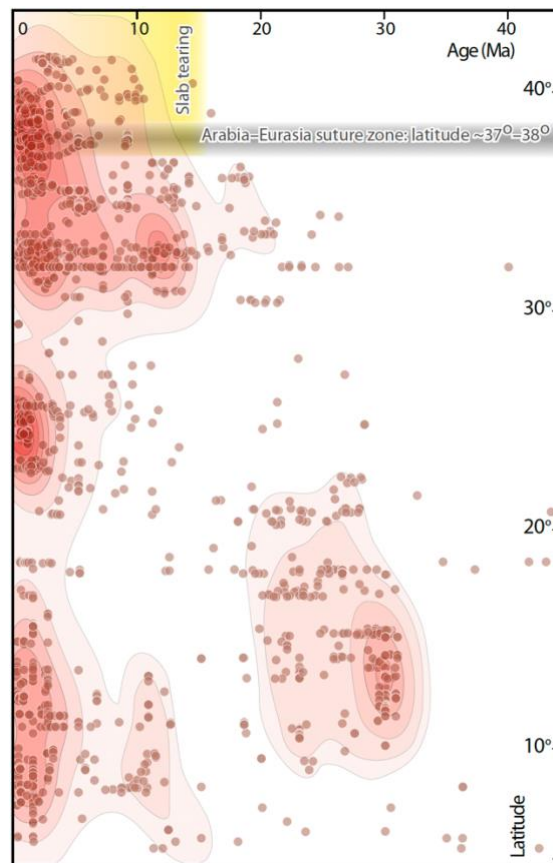 0 10 20 30
Age (Ma)
Slab tearing
40°
Arabia–Eurasia suture zone: latitude ~37°–38°
30°
20°
10°
Latitude